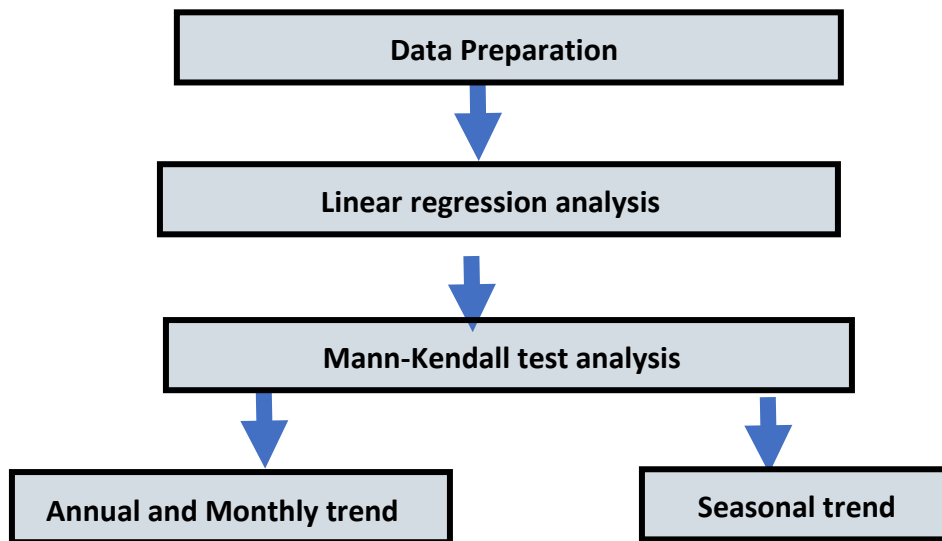 Data Preparation
Linear regression analysis
Mann-Kendall test analysis
Annual and Monthly trend
Seasonal trend